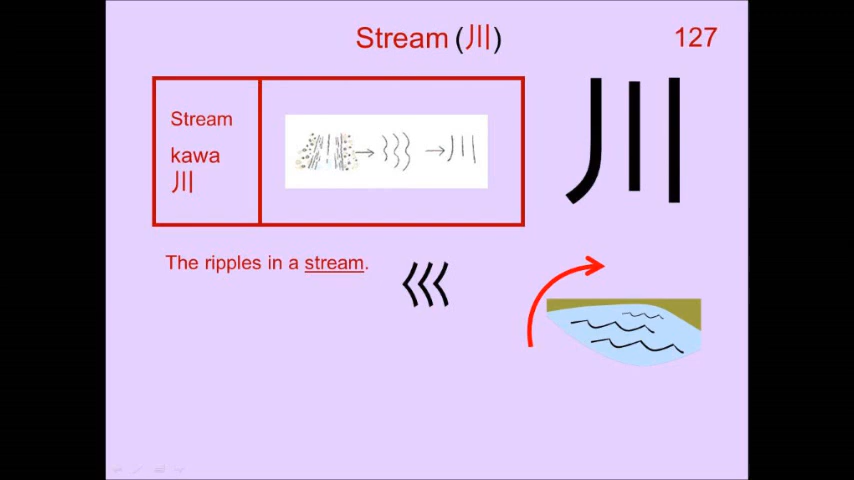 Stream (川)
127
Stream
kawa
川
川
The ripples in a stream.
巛